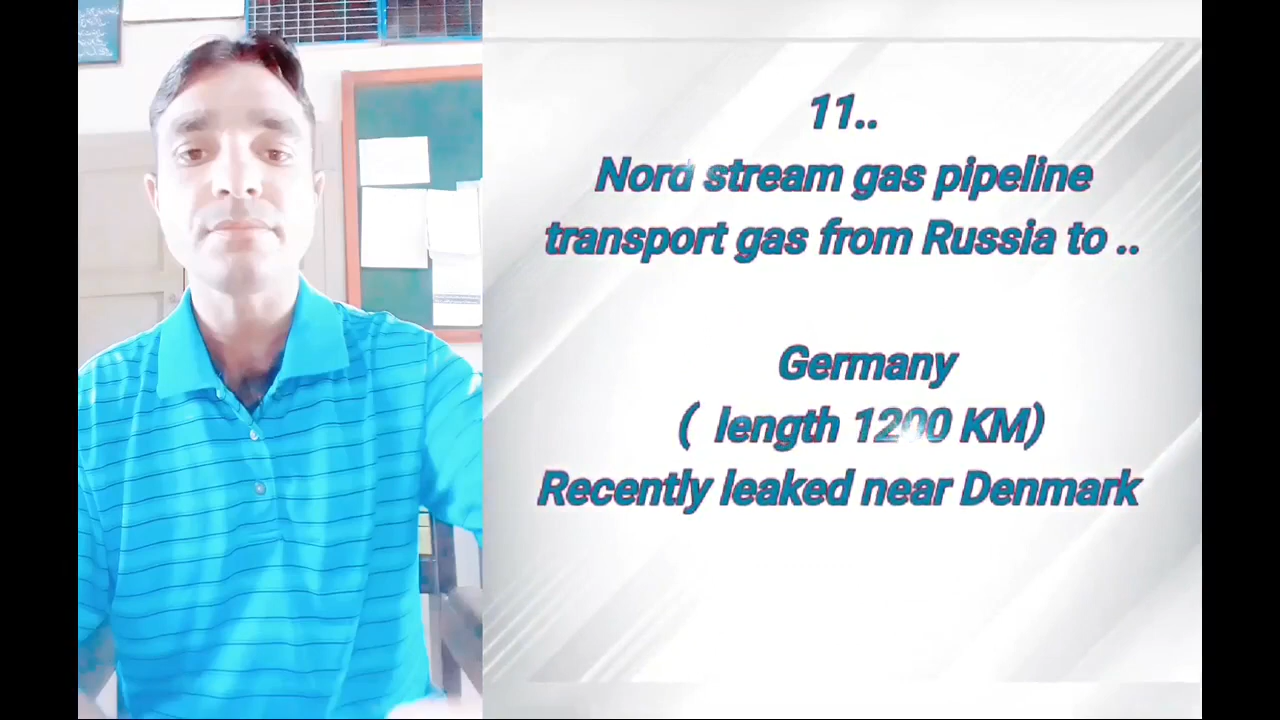 11..
Nord stream gas pipeline
transport gas from Russia to ..
Germany
( length 1200 KM)
Recently leaked near Denmark